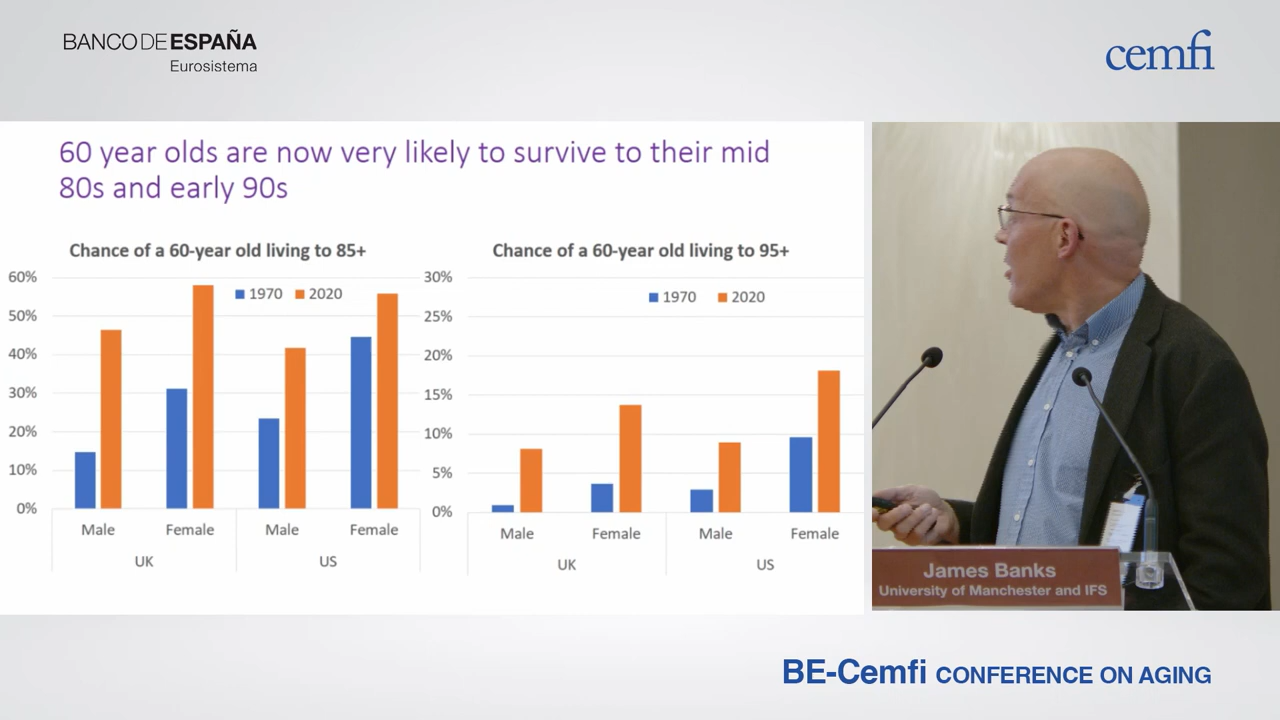 BANCO DE ESPAÑA
Eurosistema
cemfi
60 year olds are now very likely to survive to their mid
80s and early 90s
Chance of a 60-year old living to 85+
1970 2020
60%
50%
40%
30%
20%
10%
0%
Male Female Male Female
UK US
Chance of a 60-year old living to 95+
1970 2020
30%
25%
20%
15%
10%
5%
0%
Male Female Male Female
UK US
James Banks
University of Manchester and IFS
BE-Cemfi CONFERENCE ON AGING